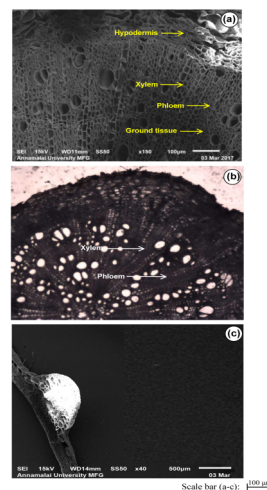 (a)
Hypodermis
Xylem
Phloem
Ground tissue
SEI 15kV WD11mm SS50 x150 100µm
Annamalai University MFG 03 Mar 2017
(b)
Xylem
Phloem
(c)
SEI 15kV WD14mm SS50 x40 500µm
Annamalai University MFG 03 Mar
Scale bar (a-c): 100 µ